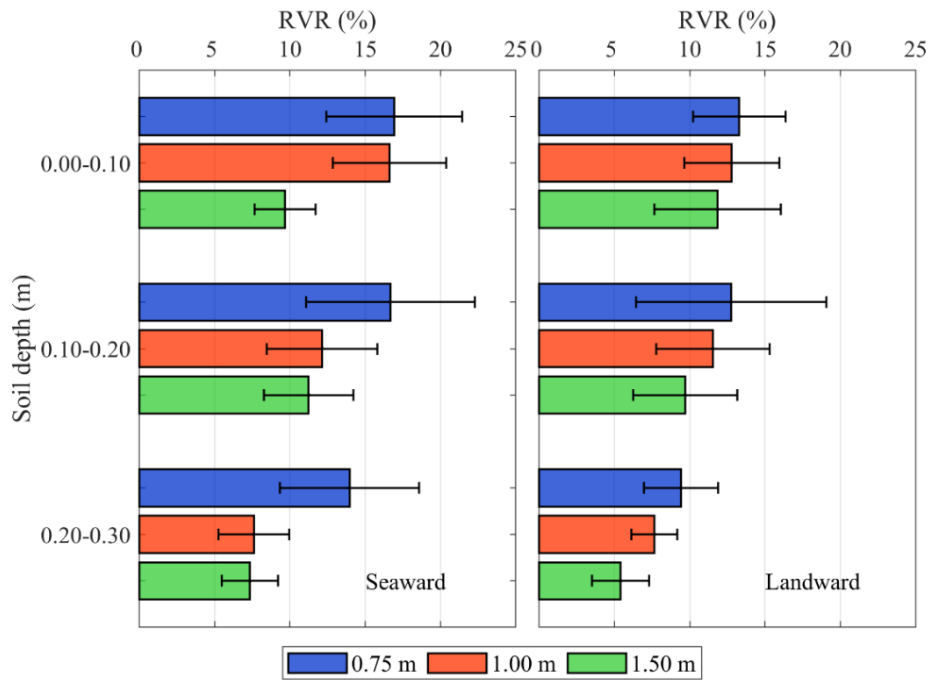 RVR (%) RVR (%)
0 5 10 15 20 25 0 5 10 15 20 25
0.00-0.10
0.10-0.20
0.20-0.30
Soil depth (m)
Seaward Landward
0.75 m 1.00 m 1.50 m